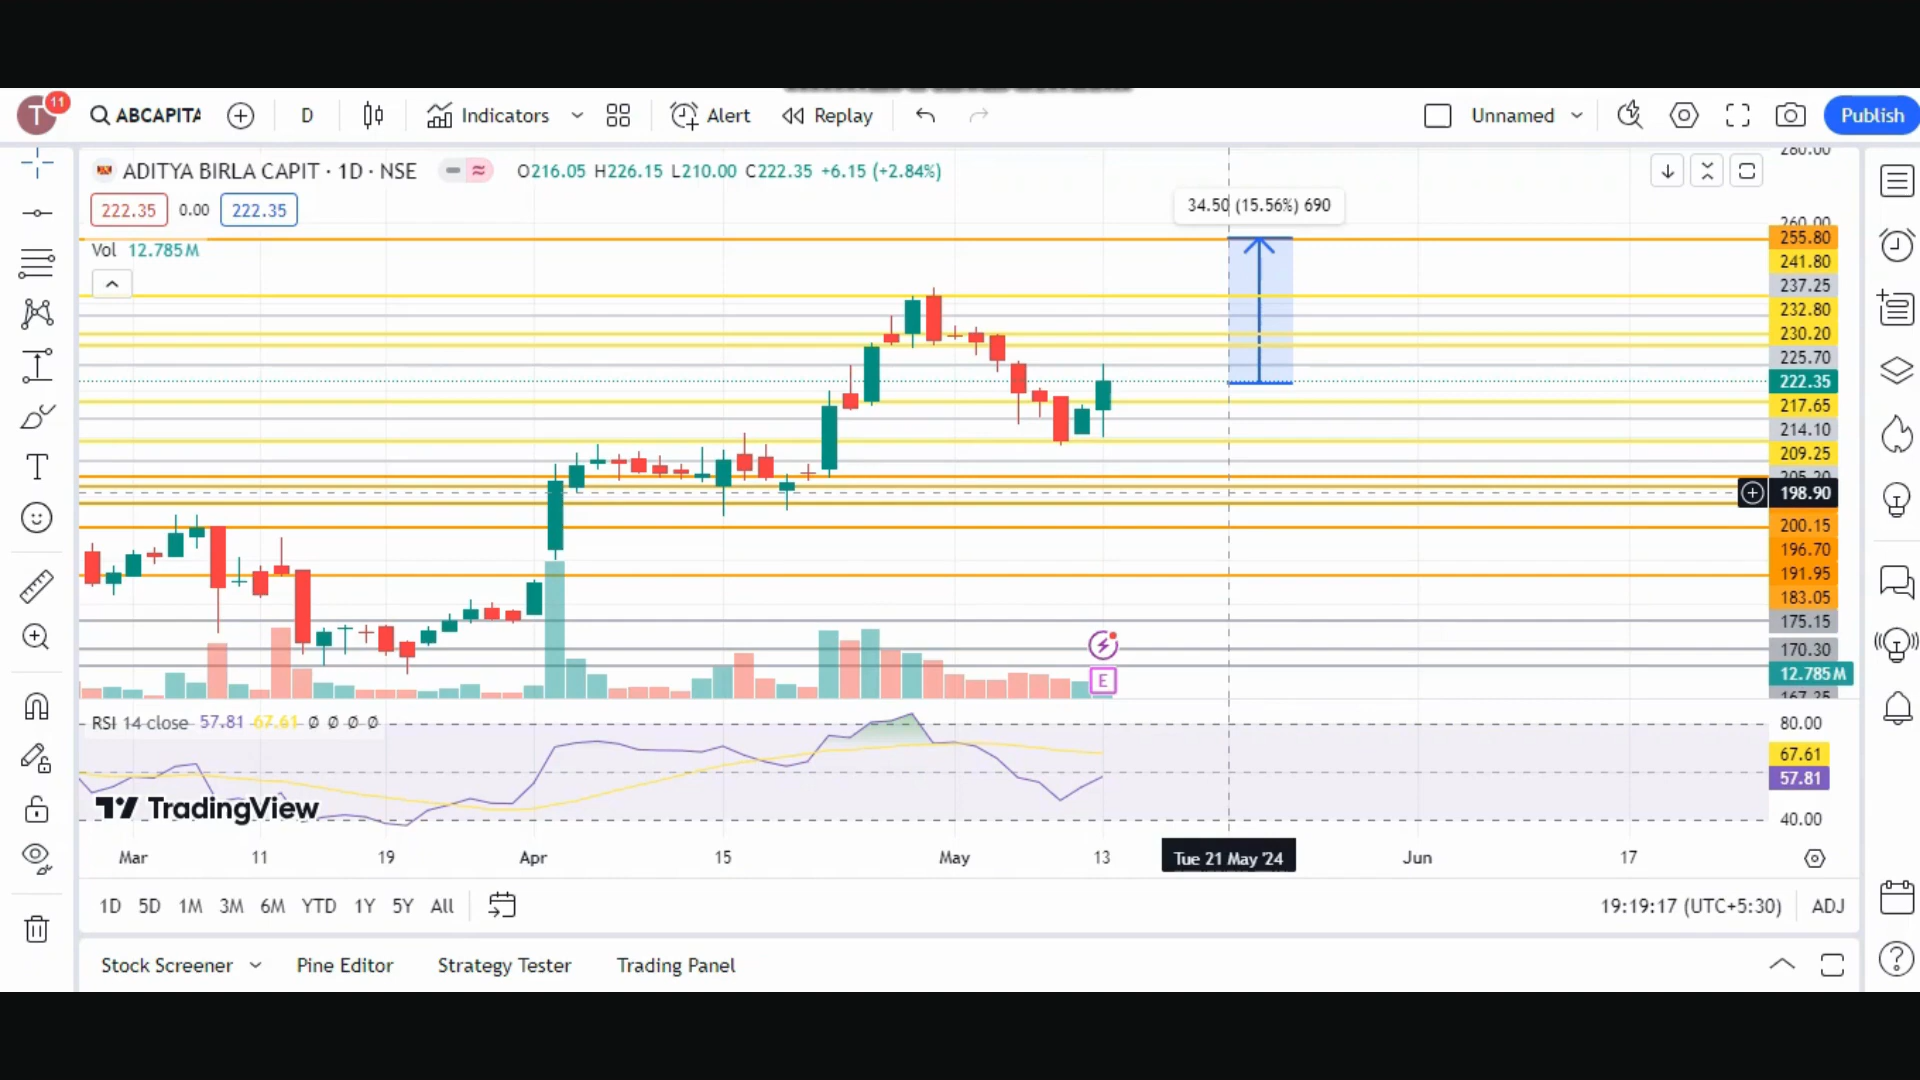 T 11 ABCAPITA D Indicators Alert Replay Unnamed Publish
ADITYA BIRLA CAPIT · 1D · NSE O216.05 H226.15 L210.00 C222.35 +6.15 (+2.84%)
222.35 0.00 222.35
Vol 12.785M
34.50 (15.56%) 690
280.00
260.00
255.80
241.80
237.25
232.80
230.20
225.70
222.35
217.65
214.10
209.25
205.20
198.90
200.15
196.70
191.95
183.05
175.15
170.30
12.785M
167.25
E
RSI 14 close 57.81 67.61 Ø Ø Ø Ø
80.00
67.61
57.81
40.00
TradingView
Mar 11 19 Apr 15 May 13 Tue 21 May '24 Jun 17
1D 5D 1M 3M 6M YTD 1Y 5Y All 19:19:17 (UTC+5:30) ADJ
Stock Screener Pine Editor Strategy Tester Trading Panel